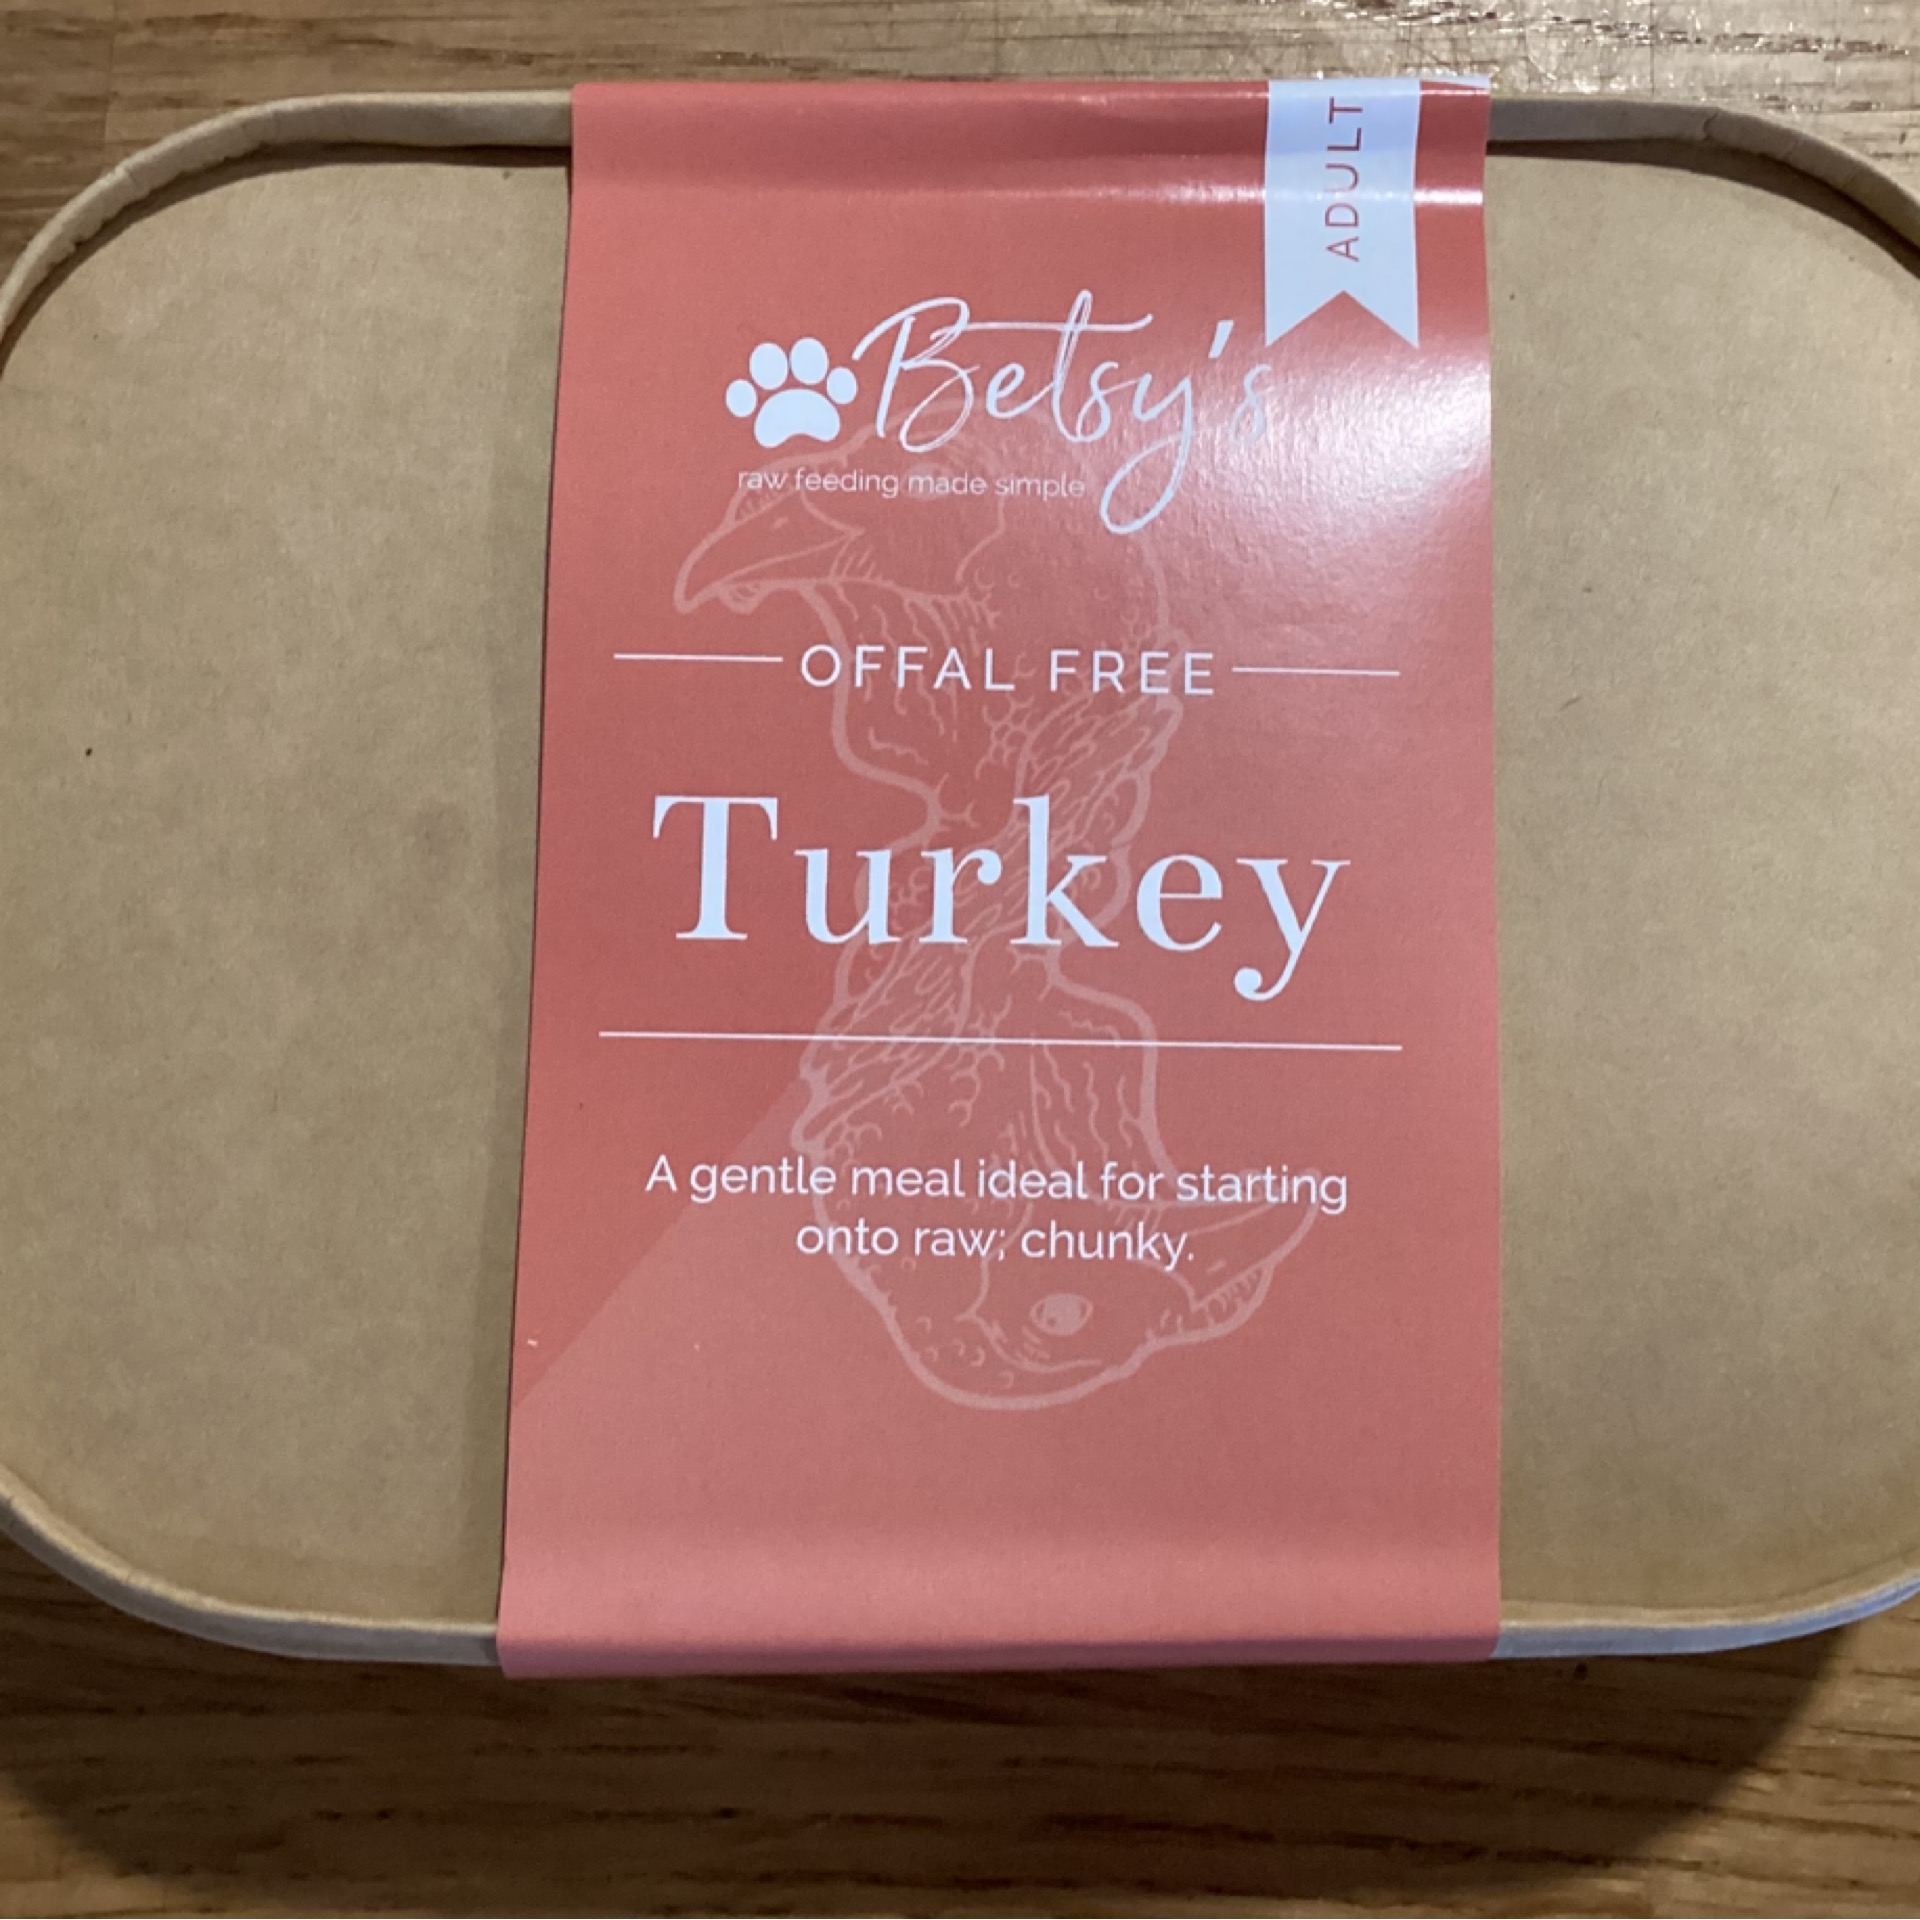 ADULT
Betsy's
raw feeding made simple
OFFAL FREE
Turkey
A gentle meal ideal for starting
onto raw; chunky.